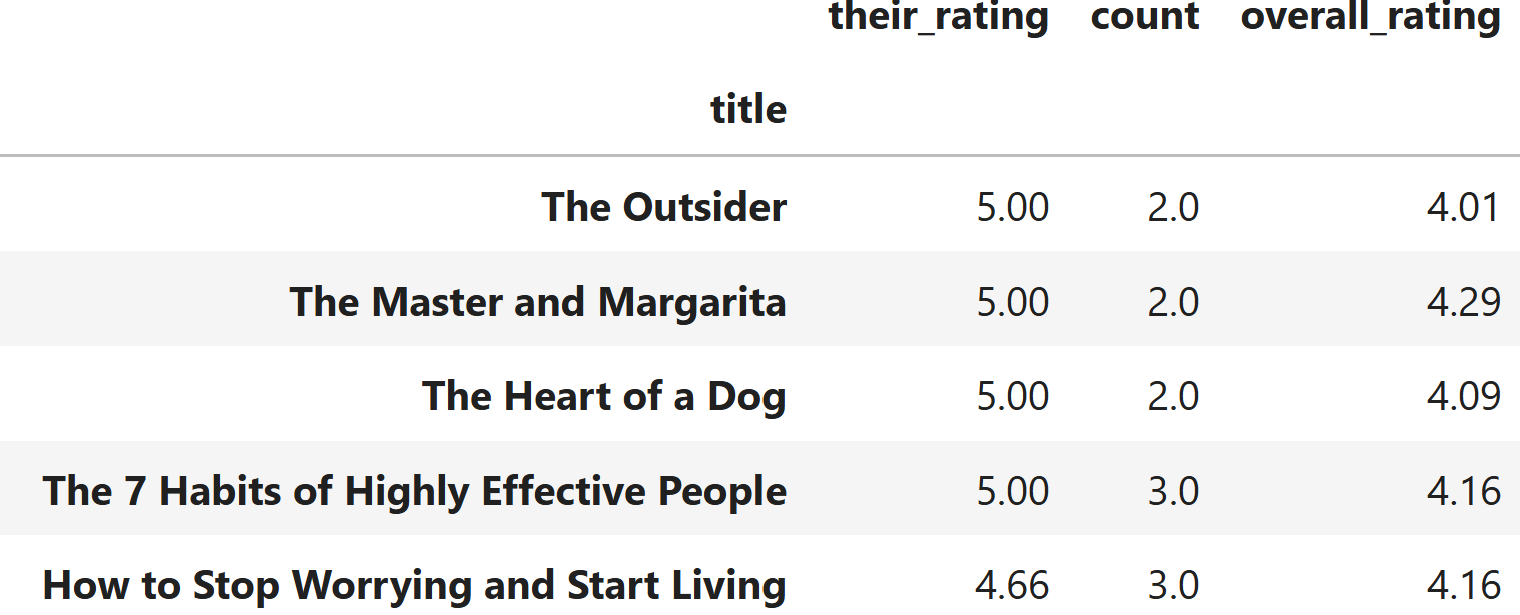 their_rating count overall_rating
title
The Outsider 5.00 2.0 4.01
The Master and Margarita 5.00 2.0 4.29
The Heart of a Dog 5.00 2.0 4.09
The 7 Habits of Highly Effective People 5.00 3.0 4.16
How to Stop Worrying and Start Living 4.66 3.0 4.16